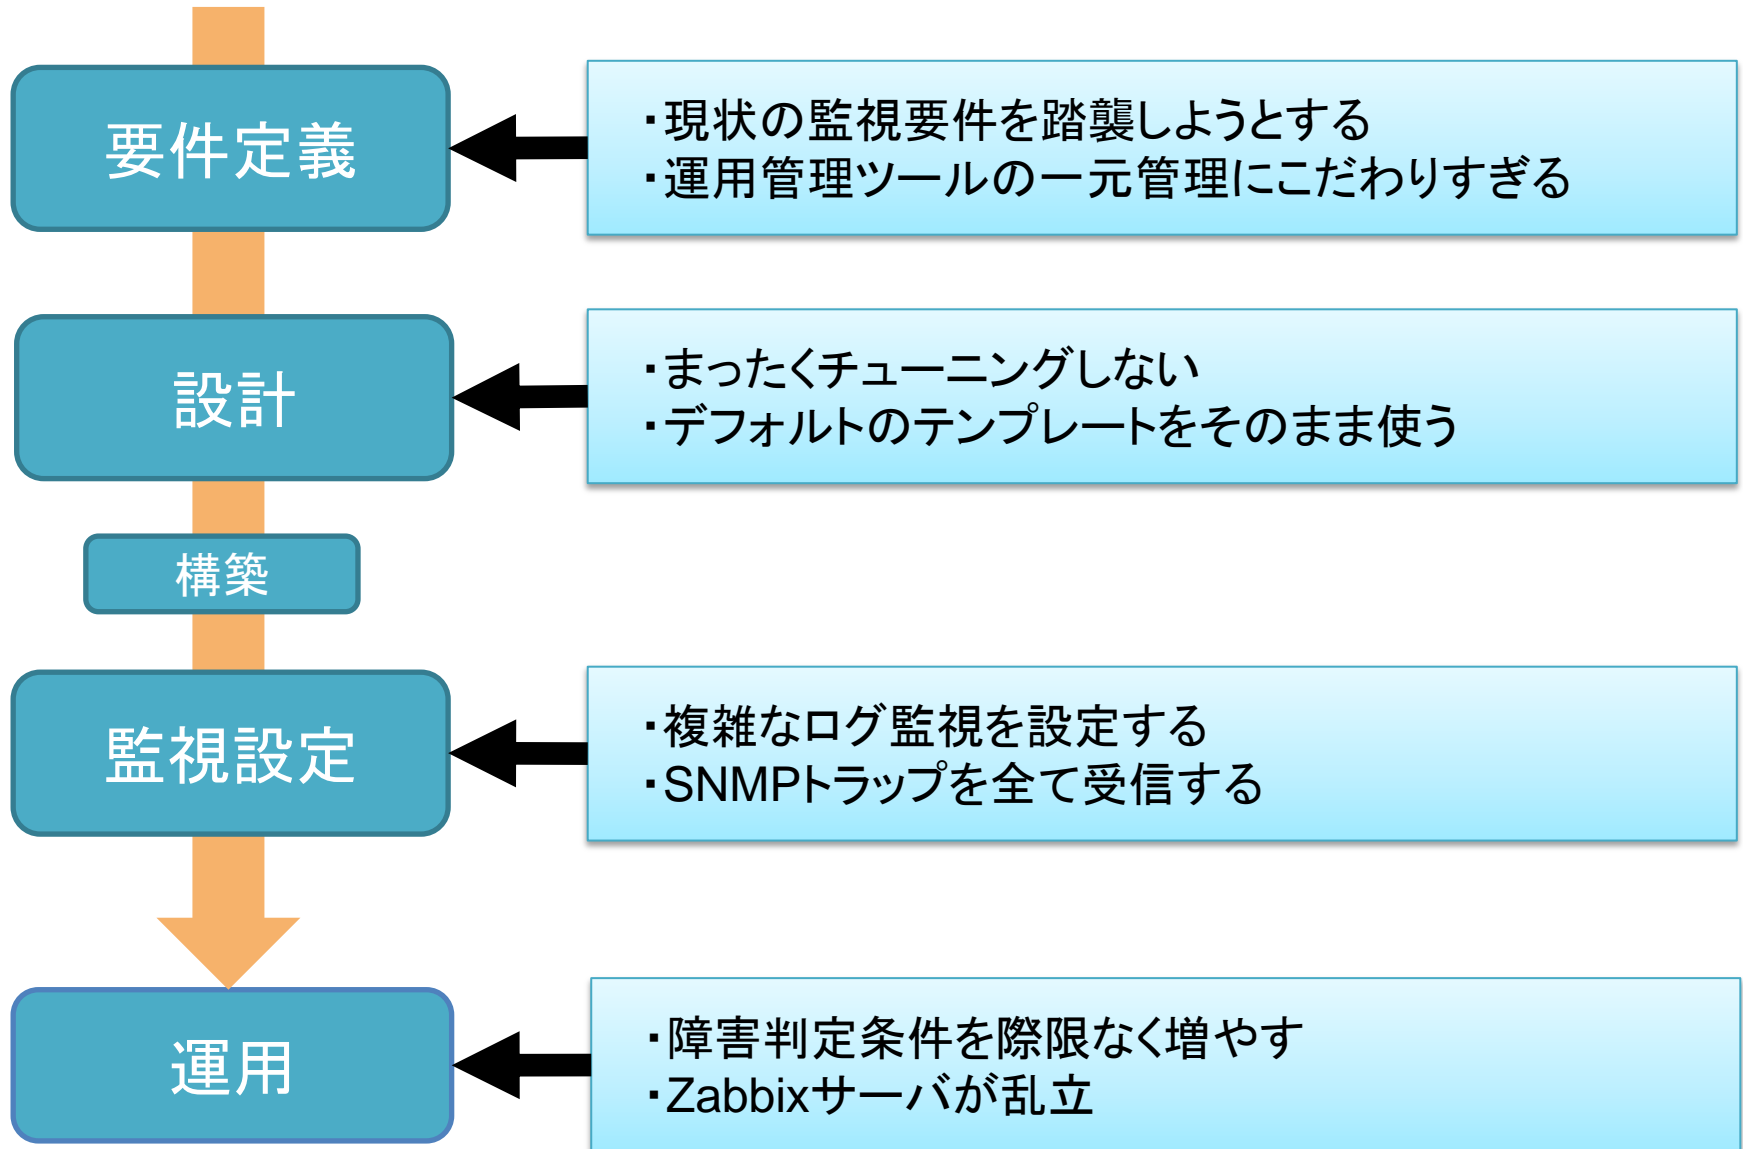 要件定義
・現状の監視要件を踏襲しようとする
・運用管理ツールの一元管理にこだわりすぎる
設計
・まったくチューニングしない
・デフォルトのテンプレートをそのまま使う
構築
監視設定
・複雑なログ監視を設定する
・SNMPトラップを全て受信する
運用
・障害判定条件を際限なく増やす
・Zabbixサーバが乱立